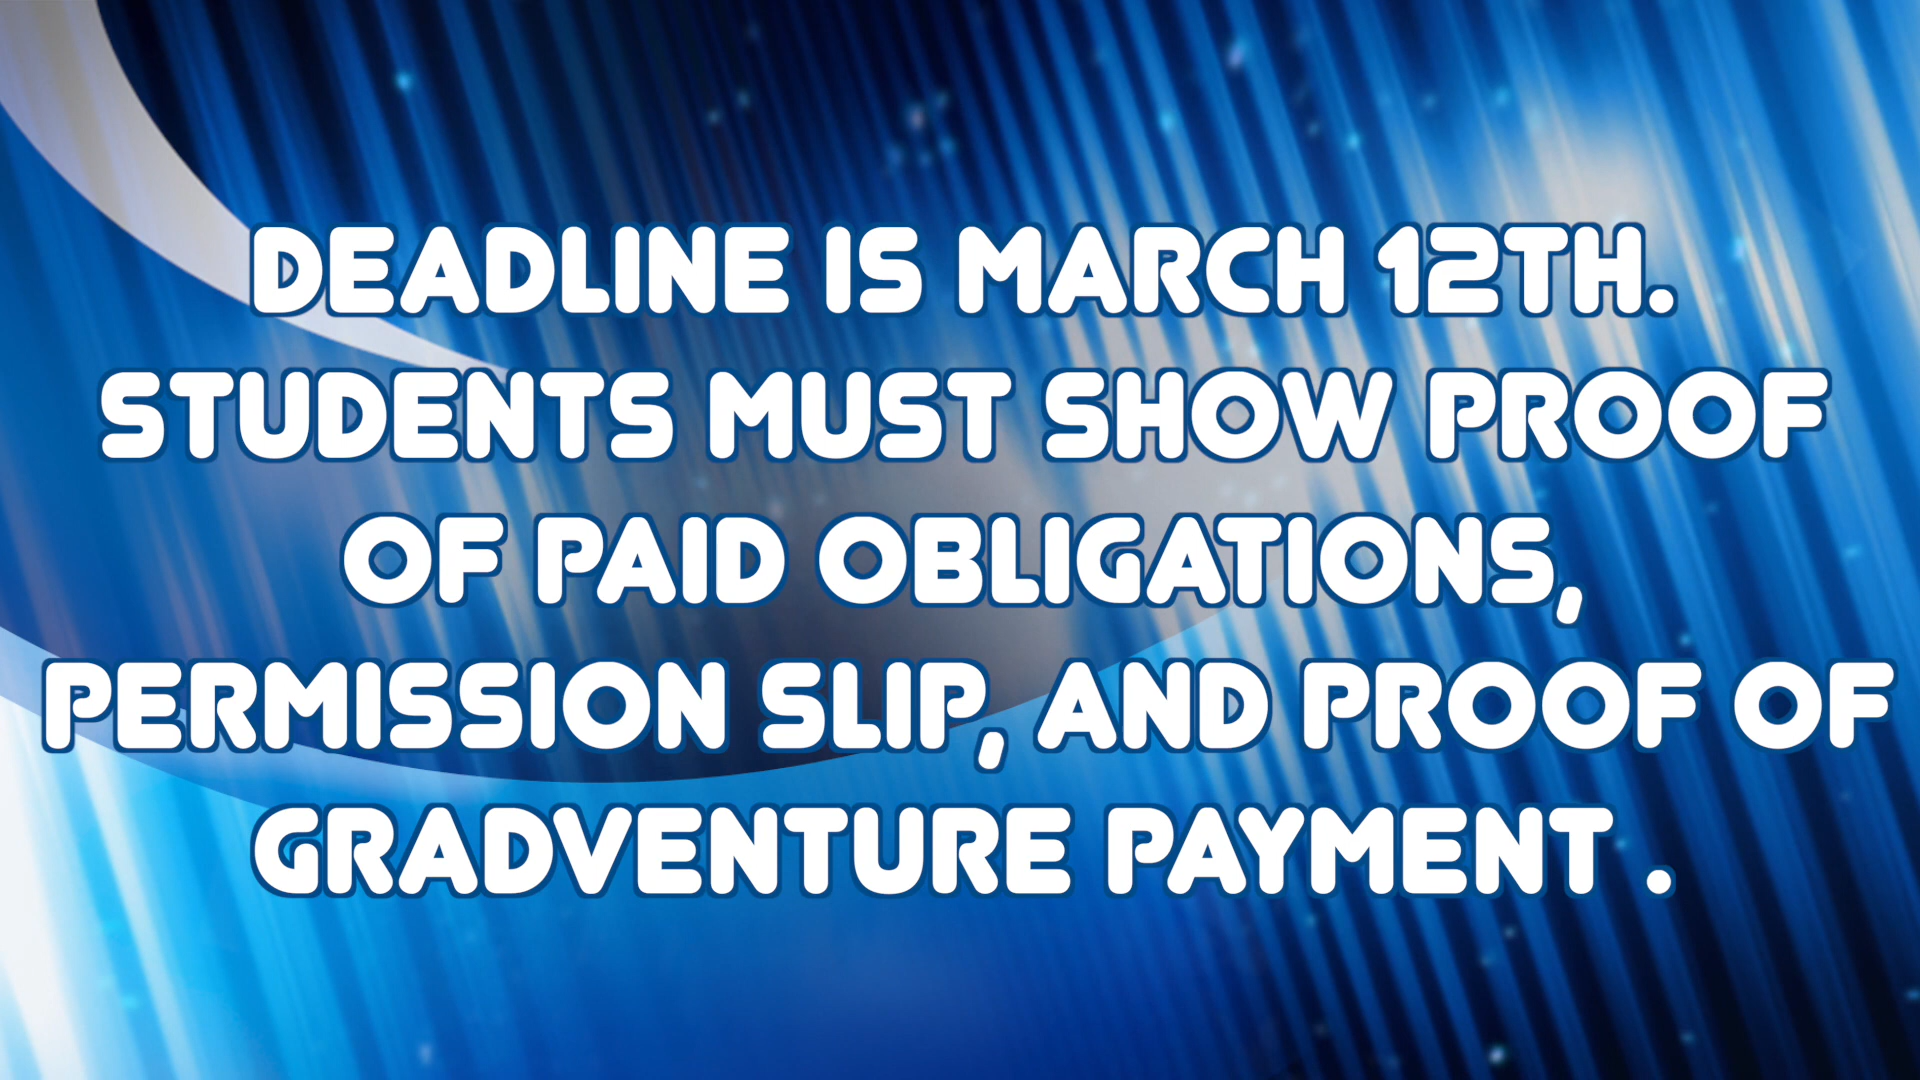 DEADLINE IS MARCH 12TH.
STUDENTS MUST SHOW PROOF
OF PAID OBLIGATIONS,
PERMISSION SLIP, AND PROOF OF
GRADVENTURE PAYMENT .